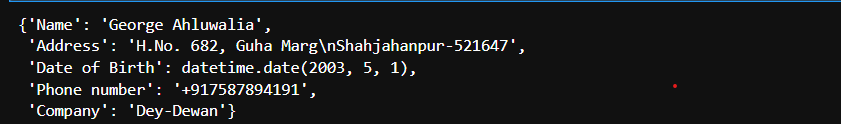 {'Name': 'George Ahluwalia',
'Address': 'H.No. 682, Guha Marg\nShahjahanpur-521647',
'Date of Birth': datetime.date(2003, 5, 1),
'Phone number': '+917587894191',
'Company': 'Dey-Dewan'}